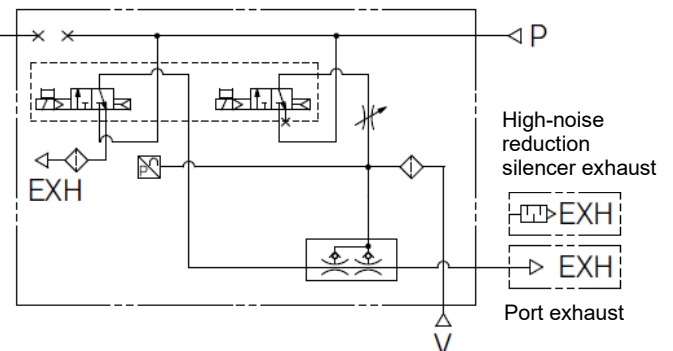 P
High-noise
reduction
silencer exhaust
EXH
EXH
P
EXH
Port exhaust
V